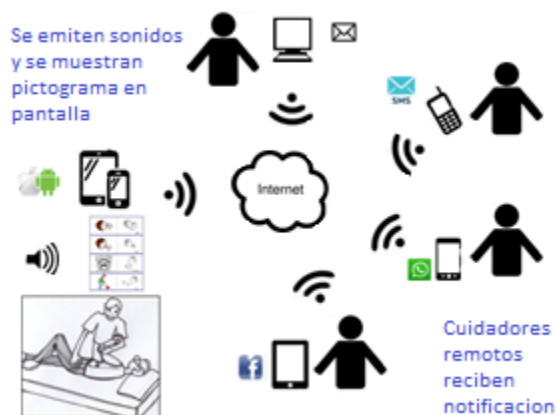 Se emiten sonidos
y se muestran
pictograma en
pantalla
SMS
Internet
Cuidadores
remotos
reciben
notificacion